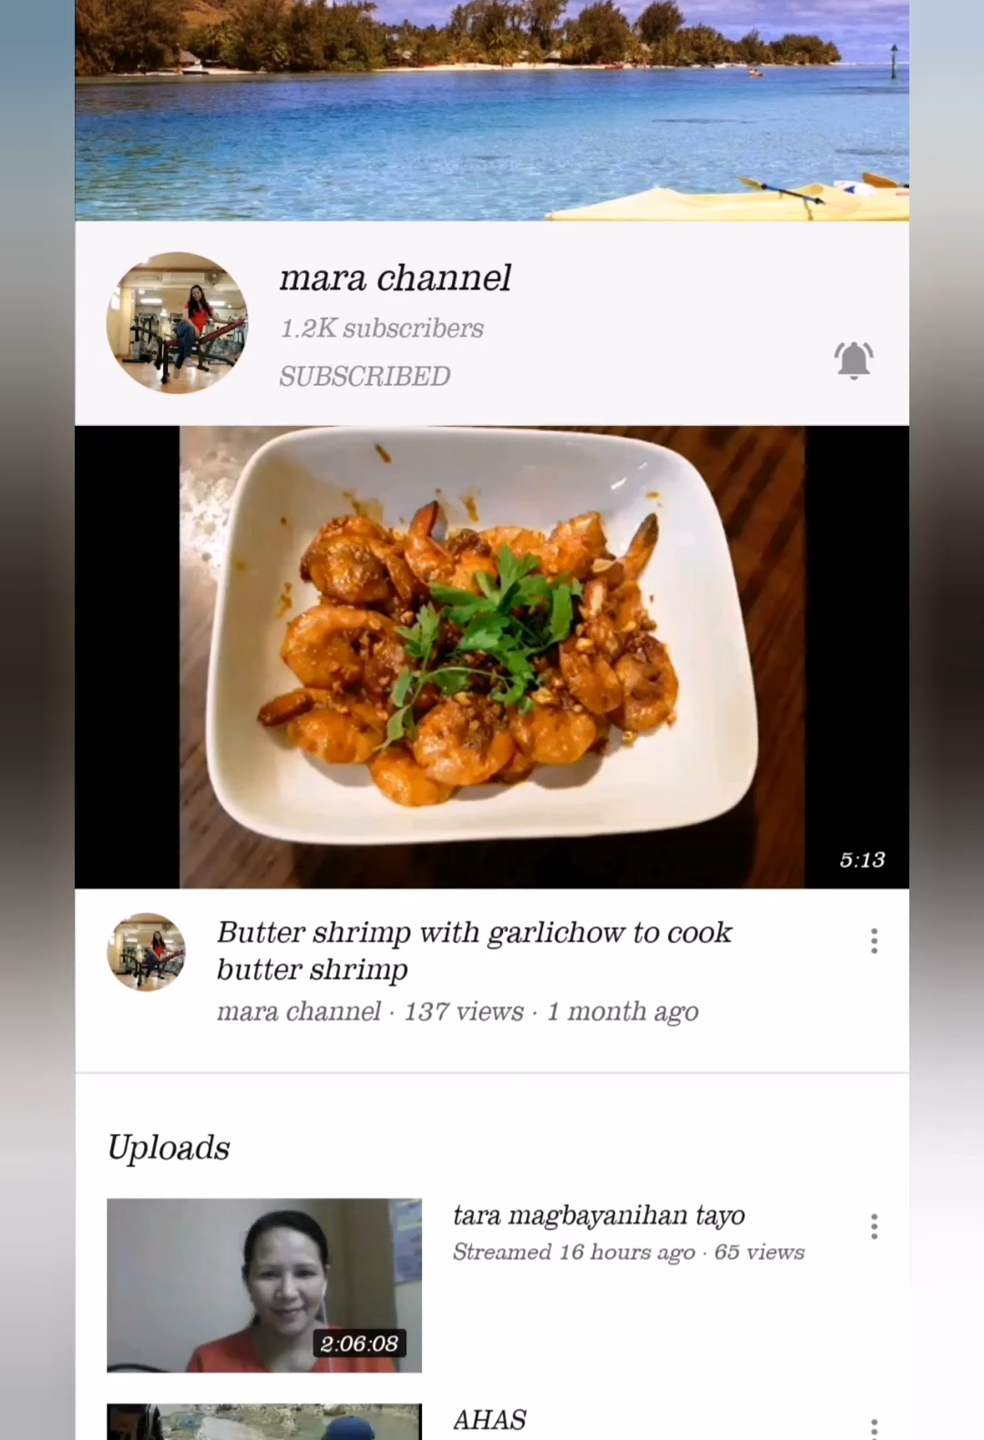 mara channel
1.2K subscribers
SUBSCRIBED
5:13
Butter shrimp with garlichow to cook
butter shrimp
mara channel · 137 views · 1 month ago
Uploads
tara magbayanihan tayo
Streamed 16 hours ago · 65 views
2:06:08
AHAS